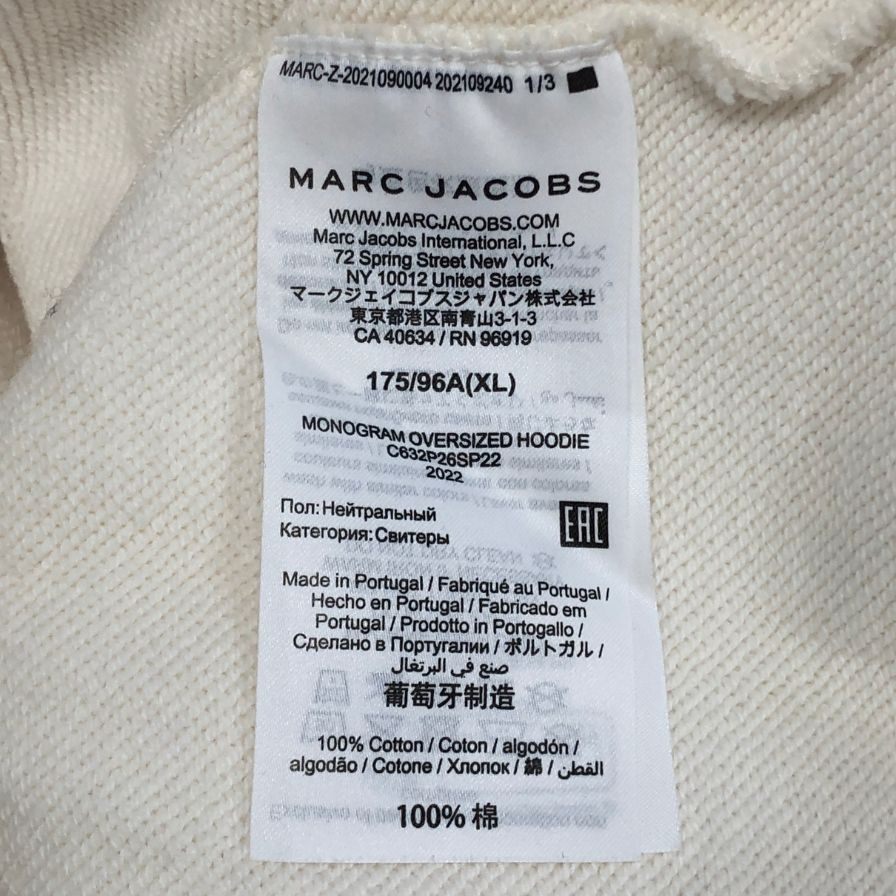 MARC-Z-2021090004 202109240 1/3
MARC JACOBS
WWW.MARCJACOBS.COM
Marc Jacobs International, L.L.C
72 Spring Street New York,
NY 10012 United States
マークジェイコブスジャパン株式会社
東京都港区南青山3-1-3
CA 40634 / RN 96919
175/96A(XL)
MONOGRAM OVERSIZED HOODIE
C632P26SP22
2022
Пол: Нейтральный
Категория: Свитеры
EAC
Made in Portugal / Fabriqué au Portugal /
Hecho en Portugal / Fabricado em
Portugal / Prodotto in Portogallo /
Сделано в Португалии / ポルトガル /
صنع في البرتغال
葡萄牙制造
100% Cotton / Coton / algodón /
algodão / Cotone / Хлопок / 綿 / القطن
100% 棉